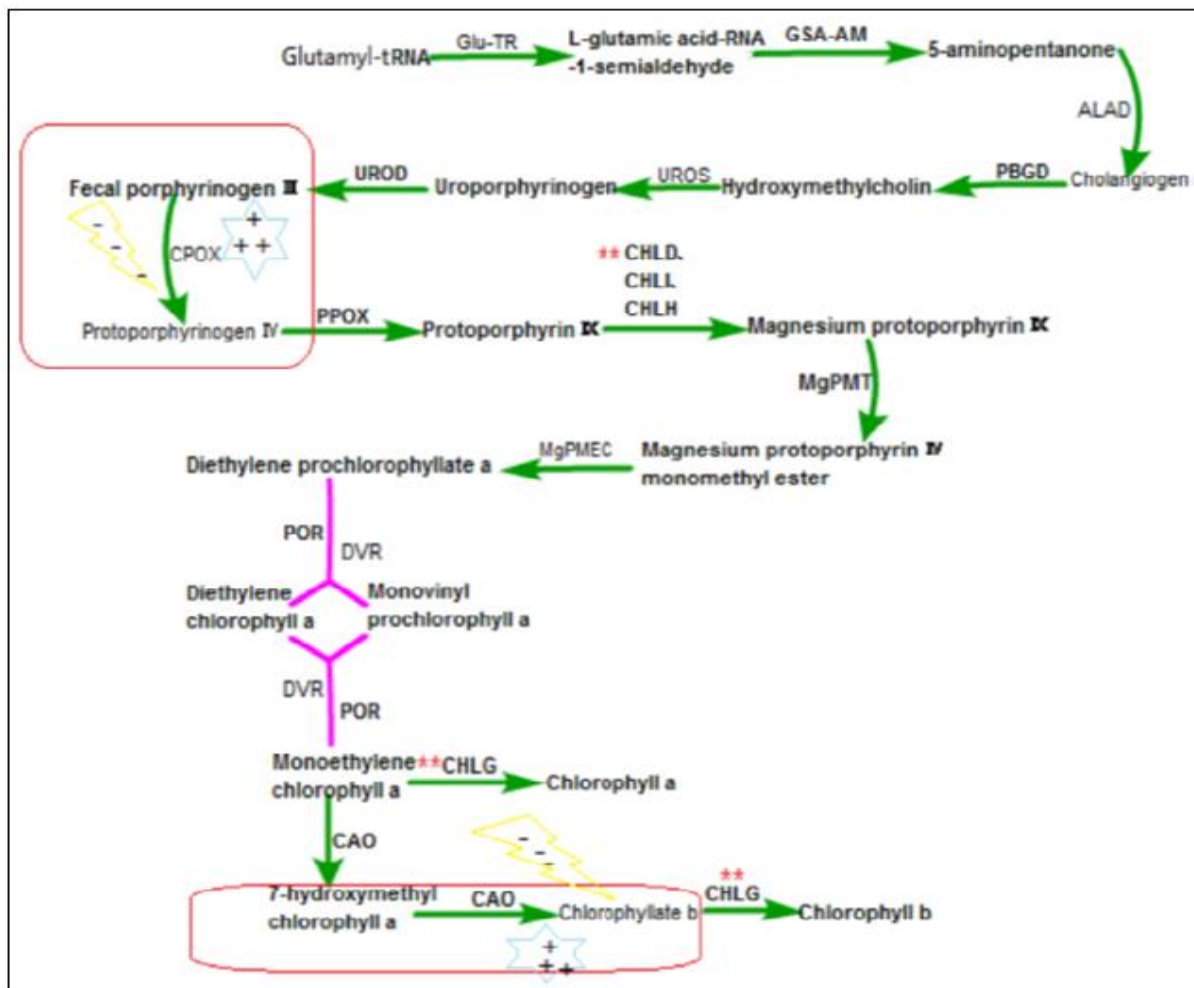 Glutamyl-tRNA
Glu-TR
L-glutamic acid-RNA
-1-semialdehyde
GSA-AM
5-aminopentanone
ALAD
Cholangiogen
PBGD
Hydroxymethylcholin
UROS
Uroporphyrinogen
UROD
Fecal porphyrinogen Ⅲ
- - -
CPOX
+ + +
Protoporphyrinogen Ⅳ
PPOX
Protoporphyrin Ⅸ
** CHLD.
CHLL
CHLH
Magnesium protoporphyrin Ⅸ
MgPMT
Magnesium protoporphyrin Ⅳ
monomethyl ester
MgPMEC
Diethylene prochlorophyllate a
POR
DVR
Diethylene
chlorophyll a
Monovinyl
prochlorophyll a
DVR
POR
Monoethylene
chlorophyll a
**CHLG
Chlorophyll a
CAO
- - -
7-hydroxymethyl
chlorophyll a
CAO
Chlorophyllate b
+ + +
**
CHLG
Chlorophyll b